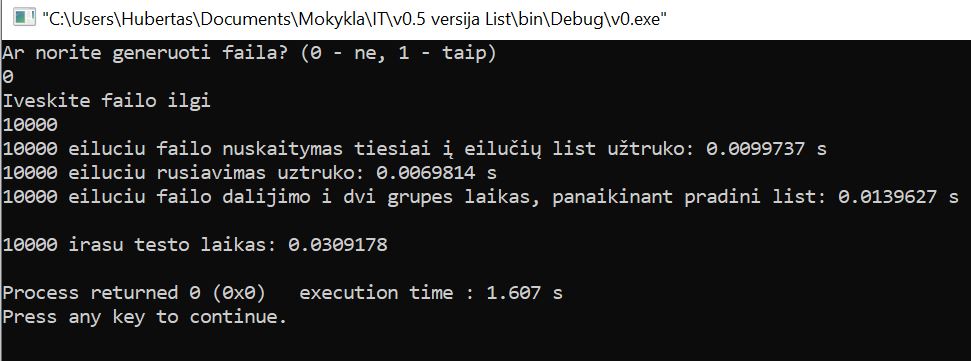 "C:\Users\Hubertas\Documents\Mokykla\IT\v0.5 versija List\bin\Debug\v0.exe"
Ar norite generuoti faila? (0 - ne, 1 - taip)
0
Iveskite failo ilgi
10000
10000 eiluciu failo nuskaitymas tiesiai į eilučių list užtruko: 0.0099737 s
10000 eiluciu rusiavimas uztruko: 0.0069814 s
10000 eiluciu failo dalijimo i dvi grupes laikas, panaikinant pradini list: 0.0139627 s
10000 irasu testo laikas: 0.0309178
Process returned 0 (0x0)   execution time : 1.607 s
Press any key to continue.